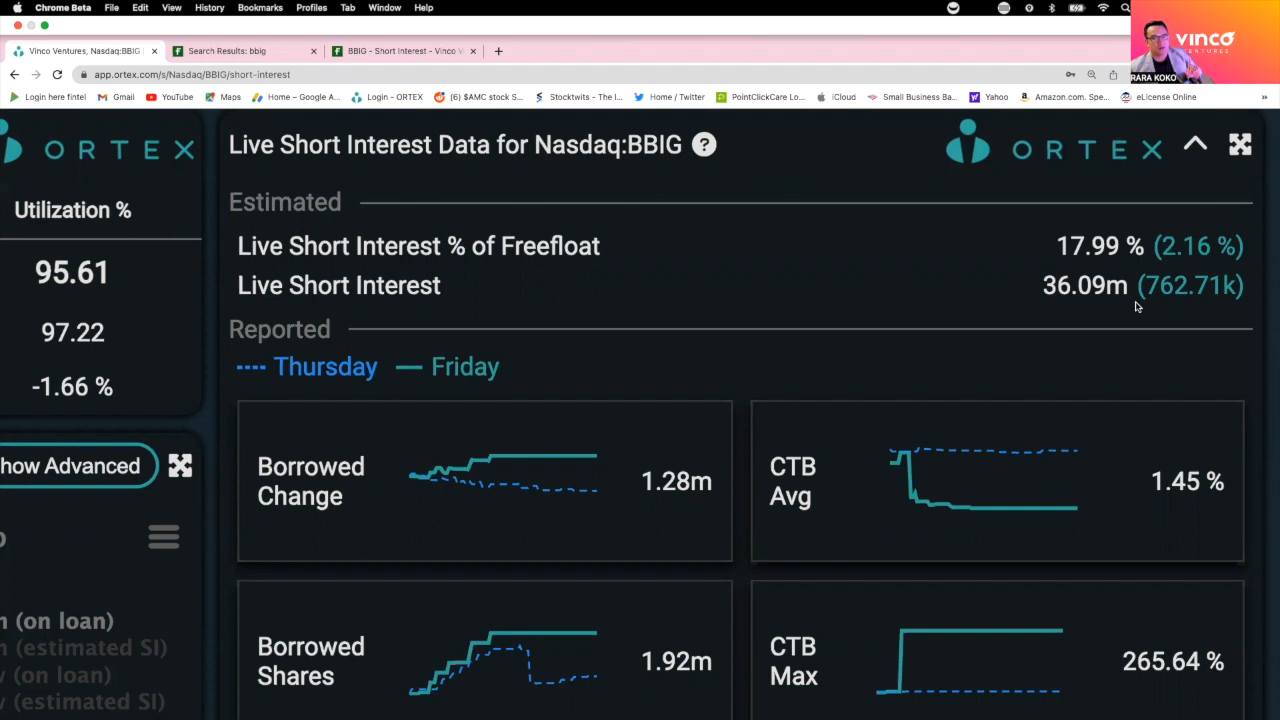 Chrome Beta File Edit View History Bookmarks Profiles Tab Window Help
Vinco Ventures, Nasdaq:BBIG
Search Results: bbig
BBIG - Short Interest - Vinco V
app.ortex.com/s/Nasdaq/BBIG/short-interest
VINCO
VENTURES
RARA KOKO
Login here fintel Gmail YouTube Maps Home – Google A... Login - ORTEX (6) $AMC stock S... Stocktwits - The l... Home / Twitter PointClickCare Lo... iCloud Small Business Ba... Yahoo Amazon.com. Spe... eLicense Online »
ORTEX
Utilization %
95.61
97.22
-1.66 %
how Advanced
(on loan)
(estimated SI)
(on loan)
(estimated SI)
Live Short Interest Data for Nasdaq:BBIG ?
ORTEX
Estimated
Live Short Interest % of Freefloat 17.99 % (2.16 %)
Live Short Interest 36.09m (762.71k)
Reported
Thursday Friday
Borrowed
Change
1.28m
CTB
Avg
1.45 %
Borrowed
Shares
1.92m
CTB
Max
265.64 %